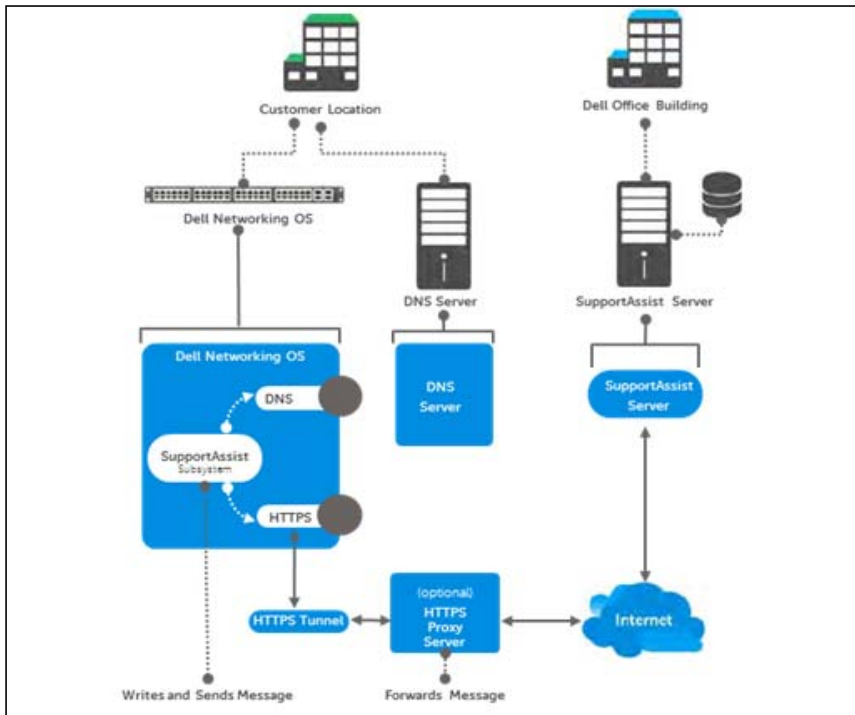 Customer Location
Dell Office Building
Dell Networking OS
DNS Server
SupportAssist Server
Dell Networking OS
DNS
SupportAssist
Subsystem
HTTPS
DNS
Server
SupportAssist
Server
HTTPS Tunnel
(optional)
HTTPS
Proxy
Server
Internet
Writes and Sends Message
Forwards Message